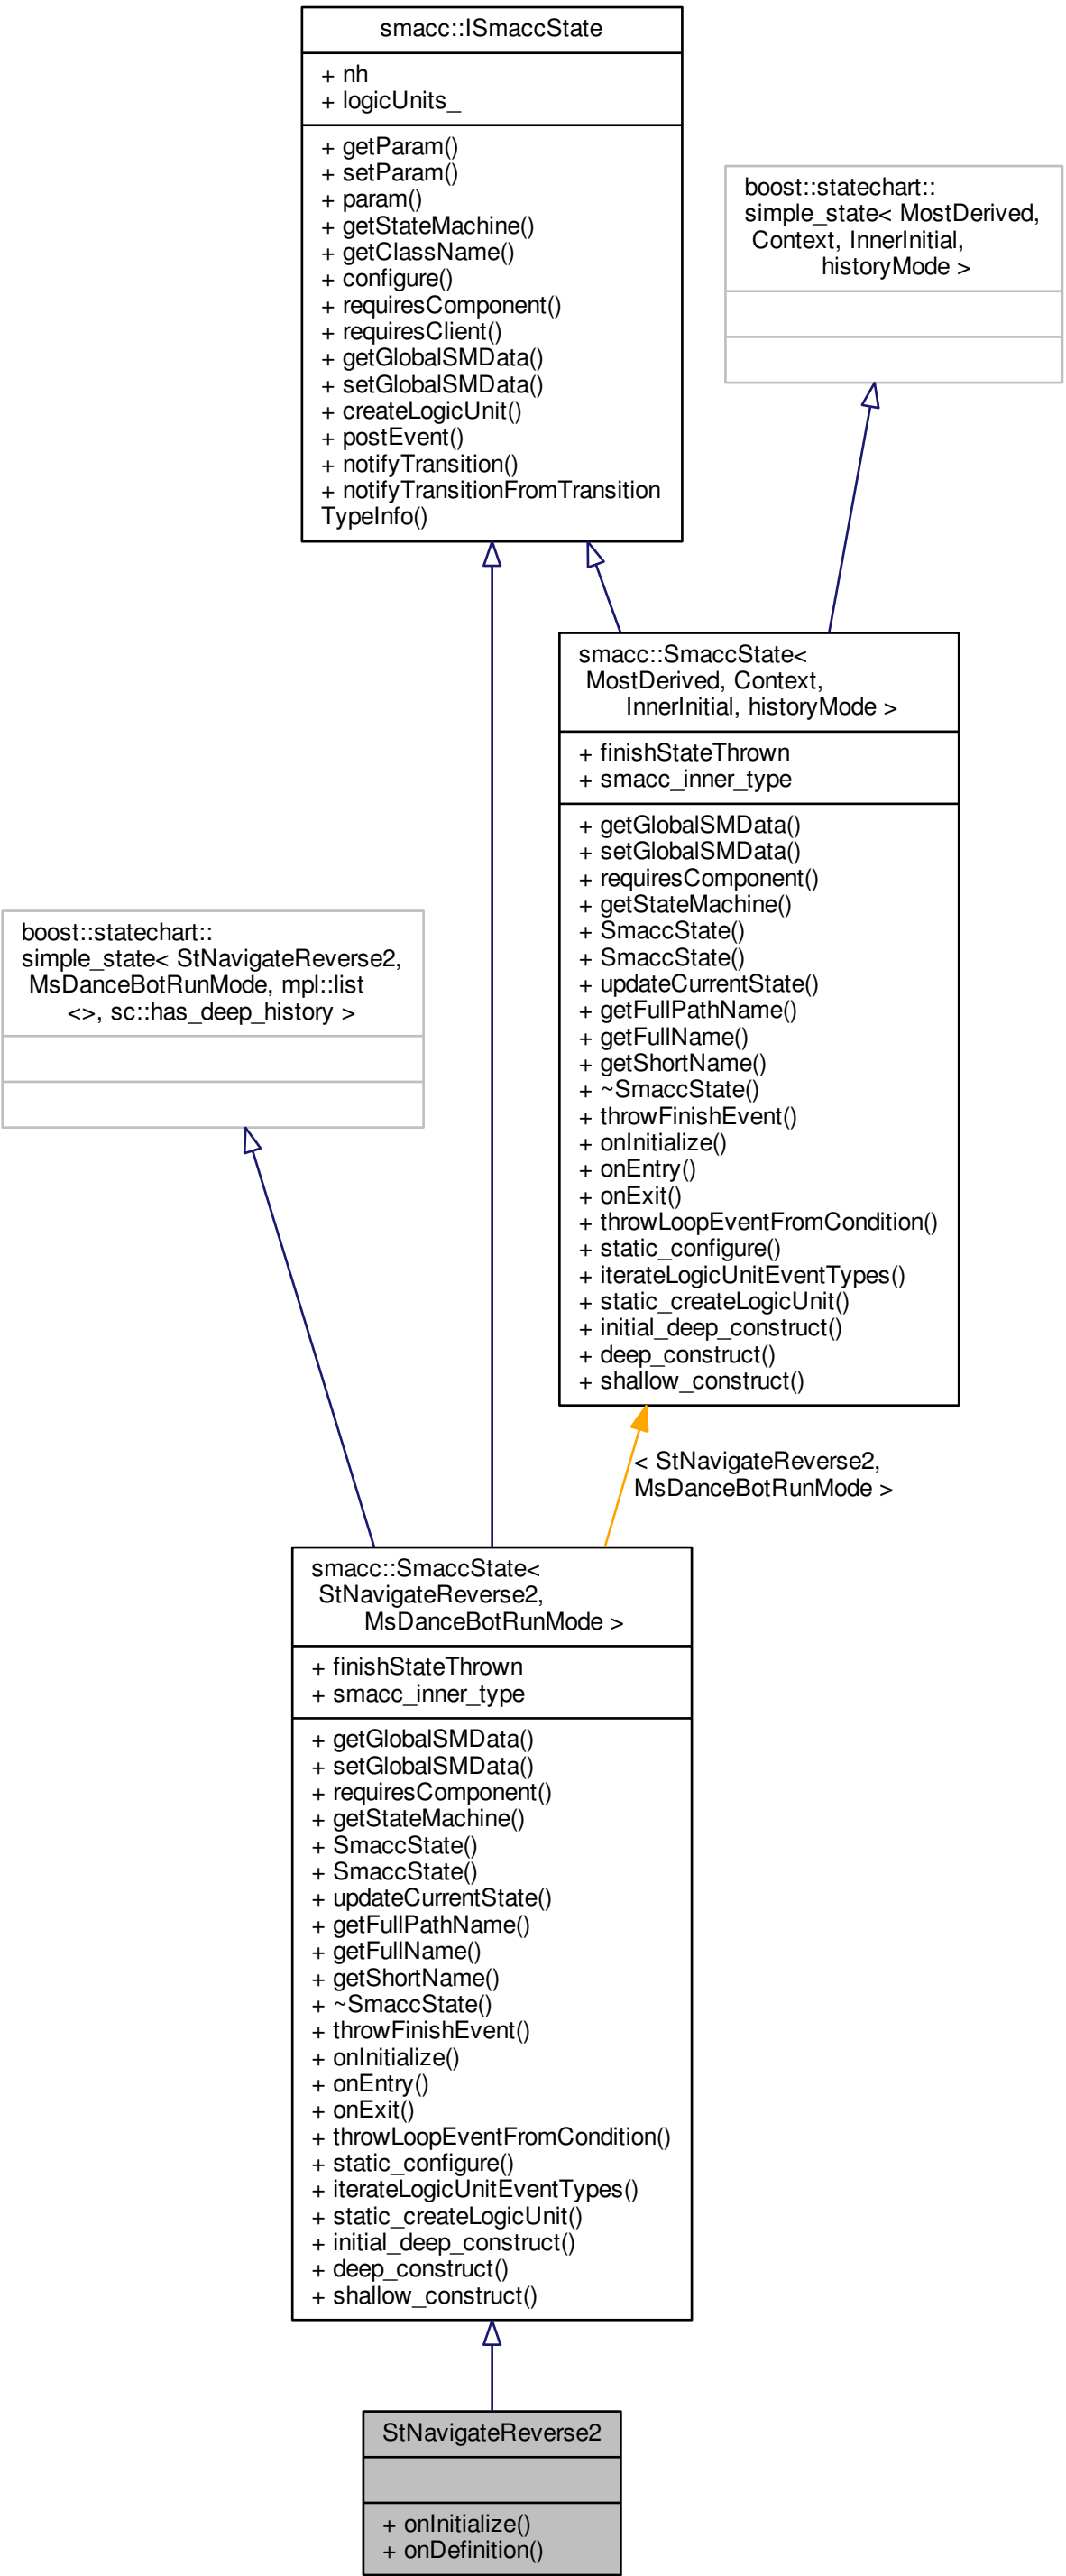 smacc::ISmaccState
+ nh
+ logicUnits_
+ getParam()
+ setParam()
+ param()
+ getStateMachine()
+ getClassName()
+ configure()
+ requiresComponent()
+ requiresClient()
+ getGlobalSMData()
+ setGlobalSMData()
+ createLogicUnit()
+ postEvent()
+ notifyTransition()
+ notifyTransitionFromTransition
TypeInfo()
boost::statechart::
simple_state< MostDerived,
Context, InnerInitial,
historyMode >
smacc::SmaccState<
MostDerived, Context,
InnerInitial, historyMode >
+ finishStateThrown
+ smacc_inner_type
+ getGlobalSMData()
+ setGlobalSMData()
+ requiresComponent()
+ getStateMachine()
+ SmaccState()
+ SmaccState()
+ updateCurrentState()
+ getFullPathName()
+ getFullName()
+ getShortName()
+ ~SmaccState()
+ throwFinishEvent()
+ onInitialize()
+ onEntry()
+ onExit()
+ throwLoopEventFromCondition()
+ static_configure()
+ iterateLogicUnitEventTypes()
+ static_createLogicUnit()
+ initial_deep_construct()
+ deep_construct()
+ shallow_construct()
boost::statechart::
simple_state< StNavigateReverse2,
MsDanceBotRunMode, mpl::list
<>, sc::has_deep_history >
< StNavigateReverse2,
MsDanceBotRunMode >
smacc::SmaccState<
StNavigateReverse2,
MsDanceBotRunMode >
+ finishStateThrown
+ smacc_inner_type
+ getGlobalSMData()
+ setGlobalSMData()
+ requiresComponent()
+ getStateMachine()
+ SmaccState()
+ SmaccState()
+ updateCurrentState()
+ getFullPathName()
+ getFullName()
+ getShortName()
+ ~SmaccState()
+ throwFinishEvent()
+ onInitialize()
+ onEntry()
+ onExit()
+ throwLoopEventFromCondition()
+ static_configure()
+ iterateLogicUnitEventTypes()
+ static_createLogicUnit()
+ initial_deep_construct()
+ deep_construct()
+ shallow_construct()
StNavigateReverse2
+ onInitialize()
+ onDefinition()